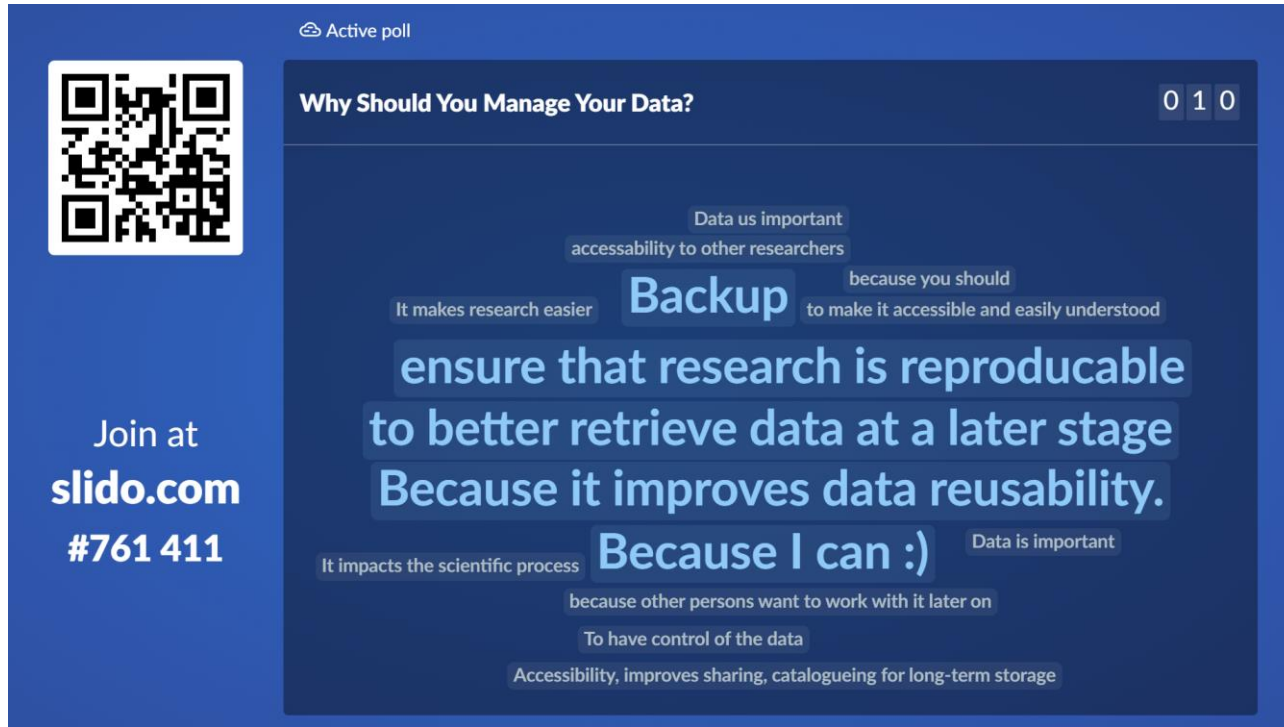 Active poll
Why Should You Manage Your Data?
0 1 0
Data us important
accessability to other researchers
because you should
It makes research easier
Backup
to make it accessible and easily understood
ensure that research is reproducable
to better retrieve data at a later stage
Because it improves data reusability.
Because I can :)
Data is important
It impacts the scientific process
because other persons want to work with it later on
To have control of the data
Accessibility, improves sharing, catalogueing for long-term storage
Join at
slido.com
#761 411